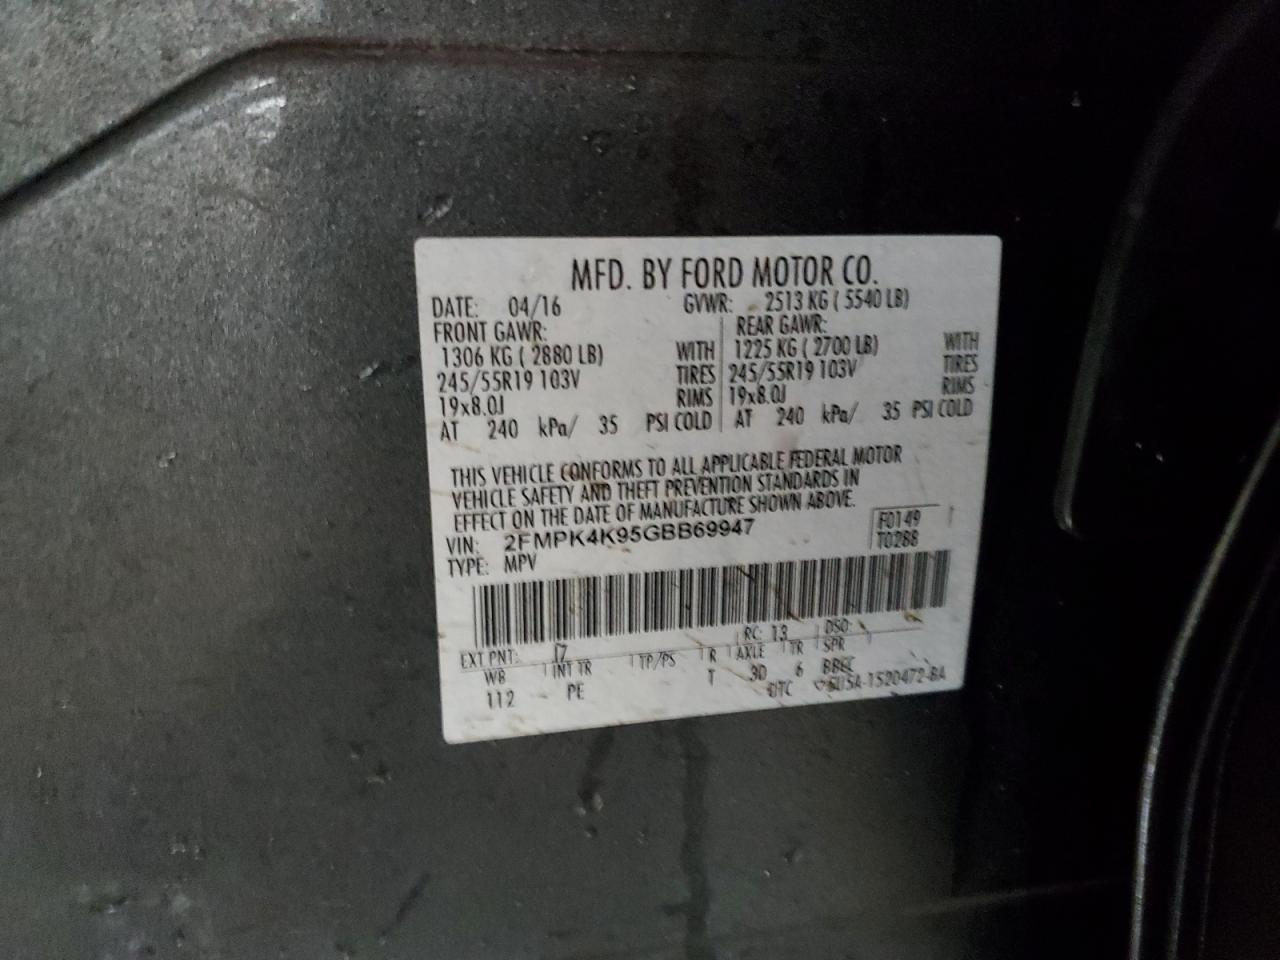 MFD. BY FORD MOTOR CO.
DATE: 04/16 GVWR: 2513 KG ( 5540 LB)
FRONT GAWR: REAR GAWR:
1306 KG ( 2880 LB) WITH 1225 KG ( 2700 LB) WITH
245/55R19 103V TIRES 245/55R19 103V TIRES
19x8.0J RIMS 19x8.0J RIMS
AT 240 kPa/ 35 PSI COLD AT 240 kPa/ 35 PSI COLD
THIS VEHICLE CONFORMS TO ALL APPLICABLE FEDERAL MOTOR
VEHICLE SAFETY AND THEFT PREVENTION STANDARDS IN
EFFECT ON THE DATE OF MANUFACTURE SHOWN ABOVE.
VIN: 2FMPK4K95GBB69947 F0149
TYPE: MPV T0288
EXT PNT: J7 RC: 13 DSO:
WB INT TR TP/PS R AXLE TR SPR
112 PE T 3D 6 BBEC
UTC GU5A-1520472-BA